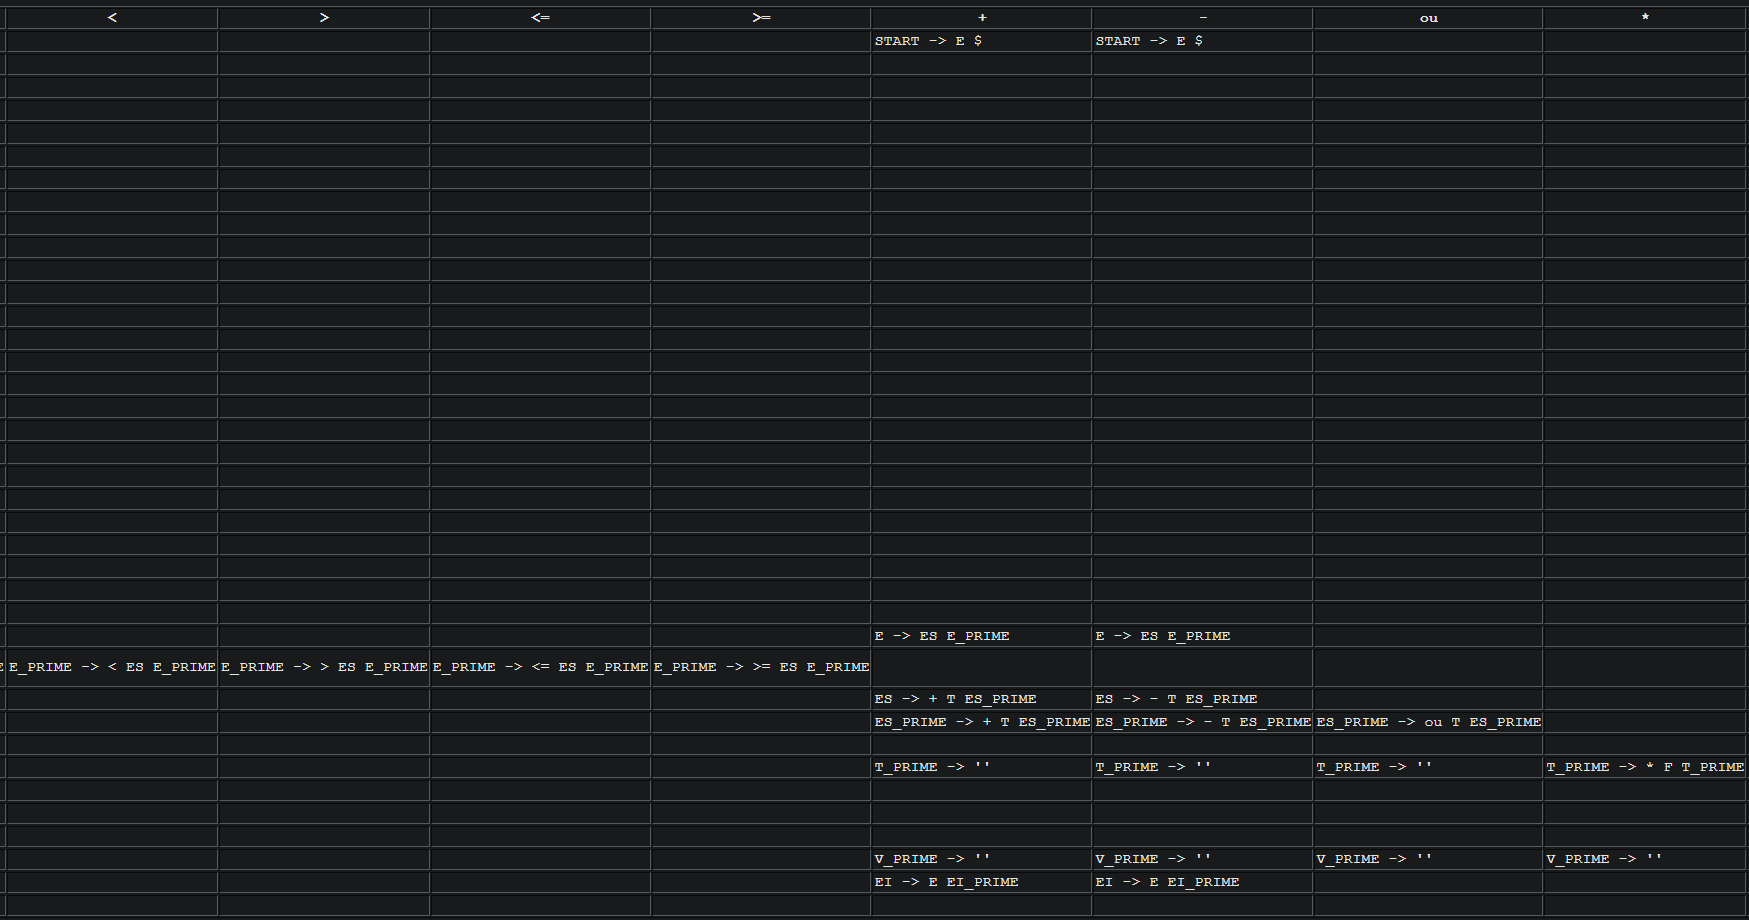 < > <= >= + - ou *
START -> E $ START -> E $
E -> ES E_PRIME E -> ES E_PRIME
E E_PRIME -> < ES E_PRIME E_PRIME -> > ES E_PRIME E_PRIME -> <= ES E_PRIME E_PRIME -> >= ES E_PRIME
ES -> + T ES_PRIME ES -> - T ES_PRIME
ES_PRIME -> + T ES_PRIME ES_PRIME -> - T ES_PRIME ES_PRIME -> ou T ES_PRIME
T_PRIME -> '' T_PRIME -> '' T_PRIME -> '' T_PRIME -> * F T_PRIME
V_PRIME -> '' V_PRIME -> '' V_PRIME -> '' V_PRIME -> ''
EI -> E EI_PRIME EI -> E EI_PRIME